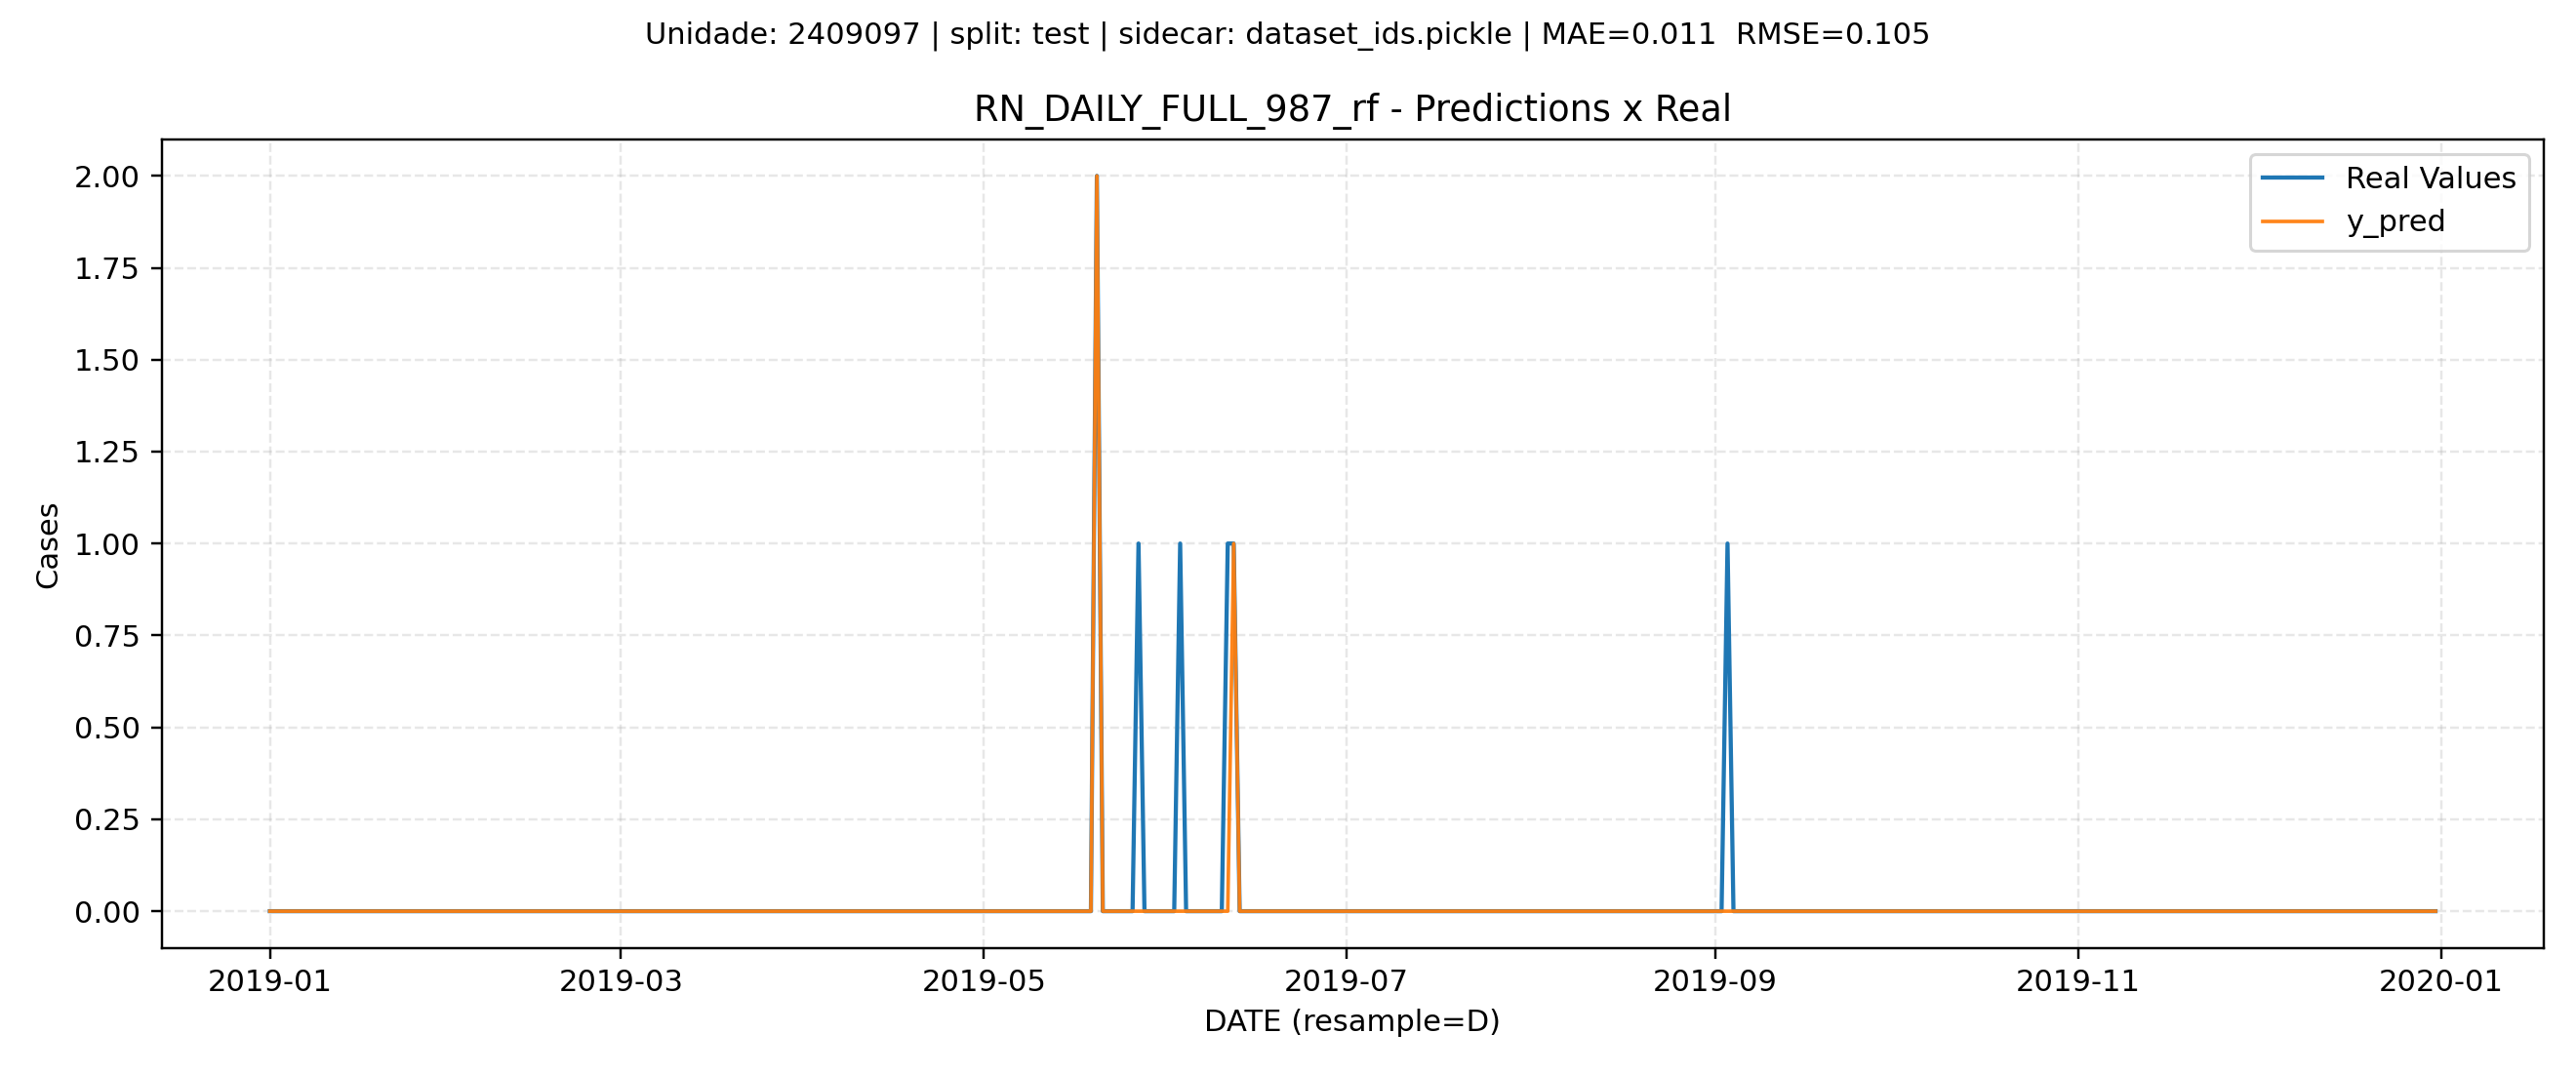 Unidade: 2409097 | split: test | sidecar: dataset_ids.pickle | MAE=0.011  RMSE=0.105
RN_DAILY_FULL_987_rf - Predictions x Real
Real Values
y_pred
2.00
1.75
1.50
1.25
1.00
0.75
0.50
0.25
0.00
Cases
2019-01
2019-03
2019-05
2019-07
2019-09
2019-11
2020-01
DATE (resample=D)